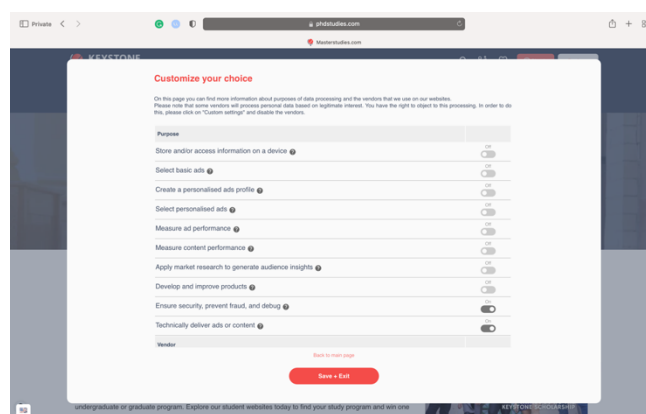 Private
phdstudies.com
Masterstudies.com
KEYSTONE
Customize your choice
On this page you can find more information about purposes of data processing and the vendors that we use on our websites.
Please note that some vendors will process personal data based on legitimate interest. You have the right to object to this processing. In order to do
this, please click on "Custom settings" and disable the vendors.
Purpose
Store and/or access information on a device Off
Select basic ads Off
Create a personalised ads profile Off
Select personalised ads Off
Measure ad performance Off
Measure content performance Off
Apply market research to generate audience insights Off
Develop and improve products Off
Ensure security, prevent fraud, and debug On
Technically deliver ads or content On
Vendor
Back to main page
Save + Exit
undergraduate or graduate program. Explore our student websites today to find your study program and win one
KEYSTONE SCHOLARSHIP